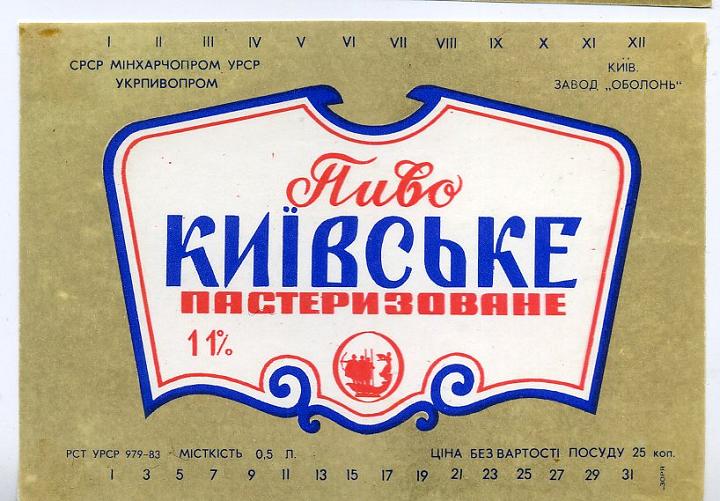 I II III IV V VI VII VIII IX X XI XII
СРСР МІНХАРЧОПРОМ УРСР
УКРПИВОПРОМ
КИЇВ.
ЗАВОД „ОБОЛОНЬ“
Пиво
КИЇВСЬКЕ
ПАСТЕРИЗОВАНЕ
11%
РСТ УРСР 979-83 МІСТКІСТЬ 0,5 Л. ЦІНА БЕЗ ВАРТОСТІ ПОСУДУ 25 коп.
1 3 5 7 9 11 13 15 17 19 21 23 25 27 29 31
„ЗОРЯ“